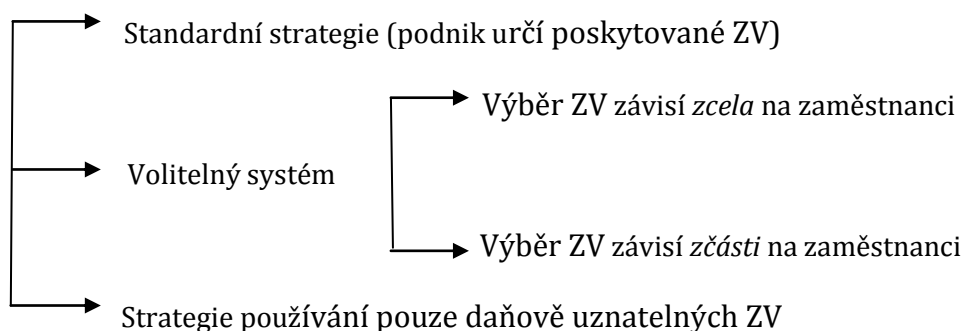 Standardní strategie (podnik určí poskytované ZV)
Výběr ZV závisí zcela na zaměstnanci
Volitelný systém
Výběr ZV závisí zčásti na zaměstnanci
Strategie používání pouze daňově uznatelných ZV